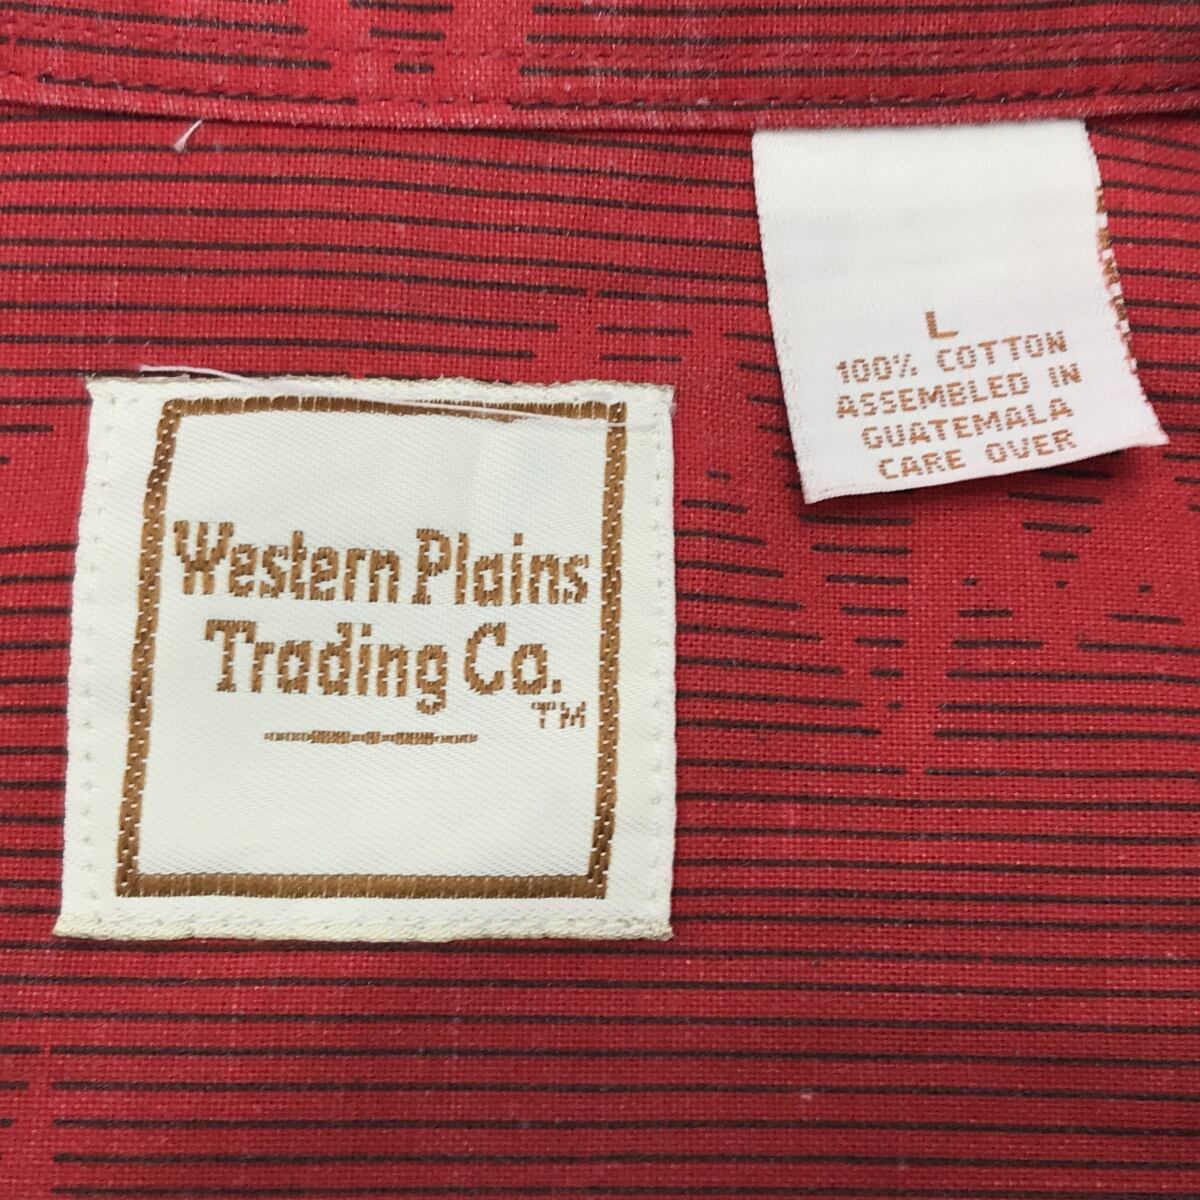 Western Plains
Trading Co.
TM
L
100% COTTON
ASSEMBLED IN
GUATEMALA
CARE OVER